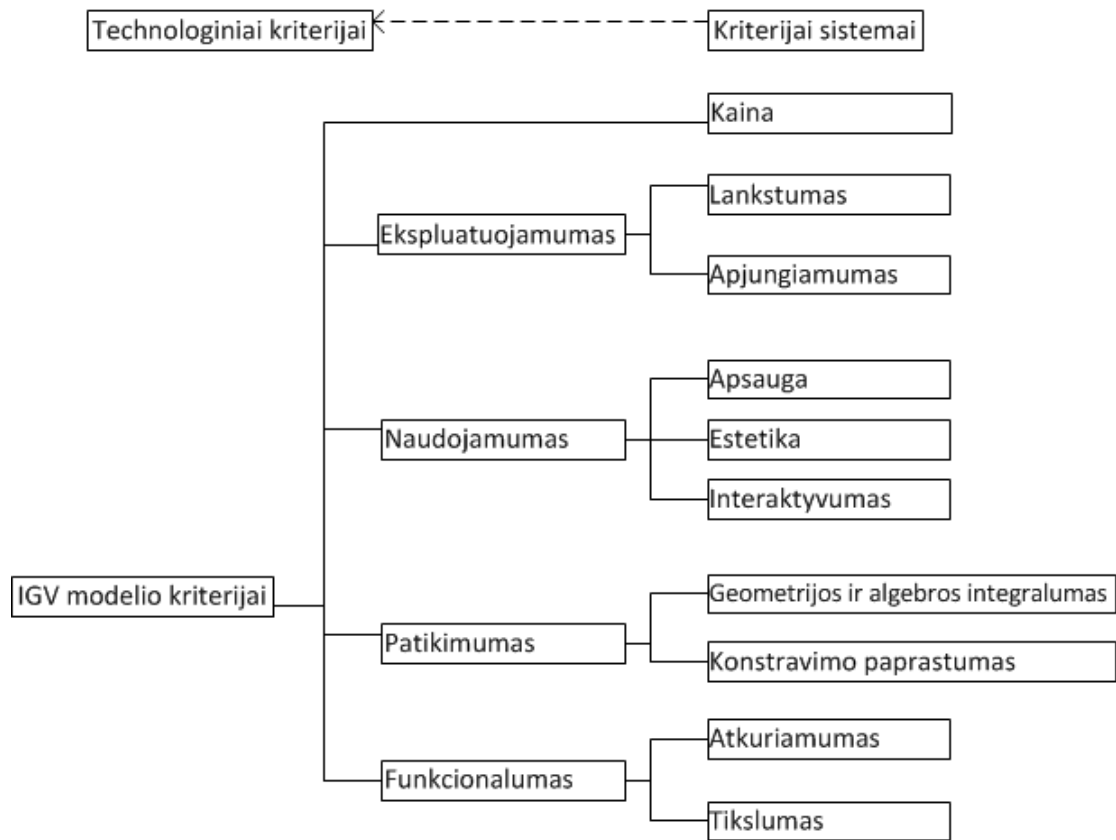 Technologiniai kriterijai
Kriterijai sistemai
Kaina
Lankstumas
Ekspluatuojamumas
Apjungiamumas
Apsauga
Naudojamumas
Estetika
Interaktyvumas
IGV modelio kriterijai
Geometrijos ir algebros integralumas
Patikimumas
Konstravimo paprastumas
Atkuriamumas
Funkcionalumas
Tikslumas